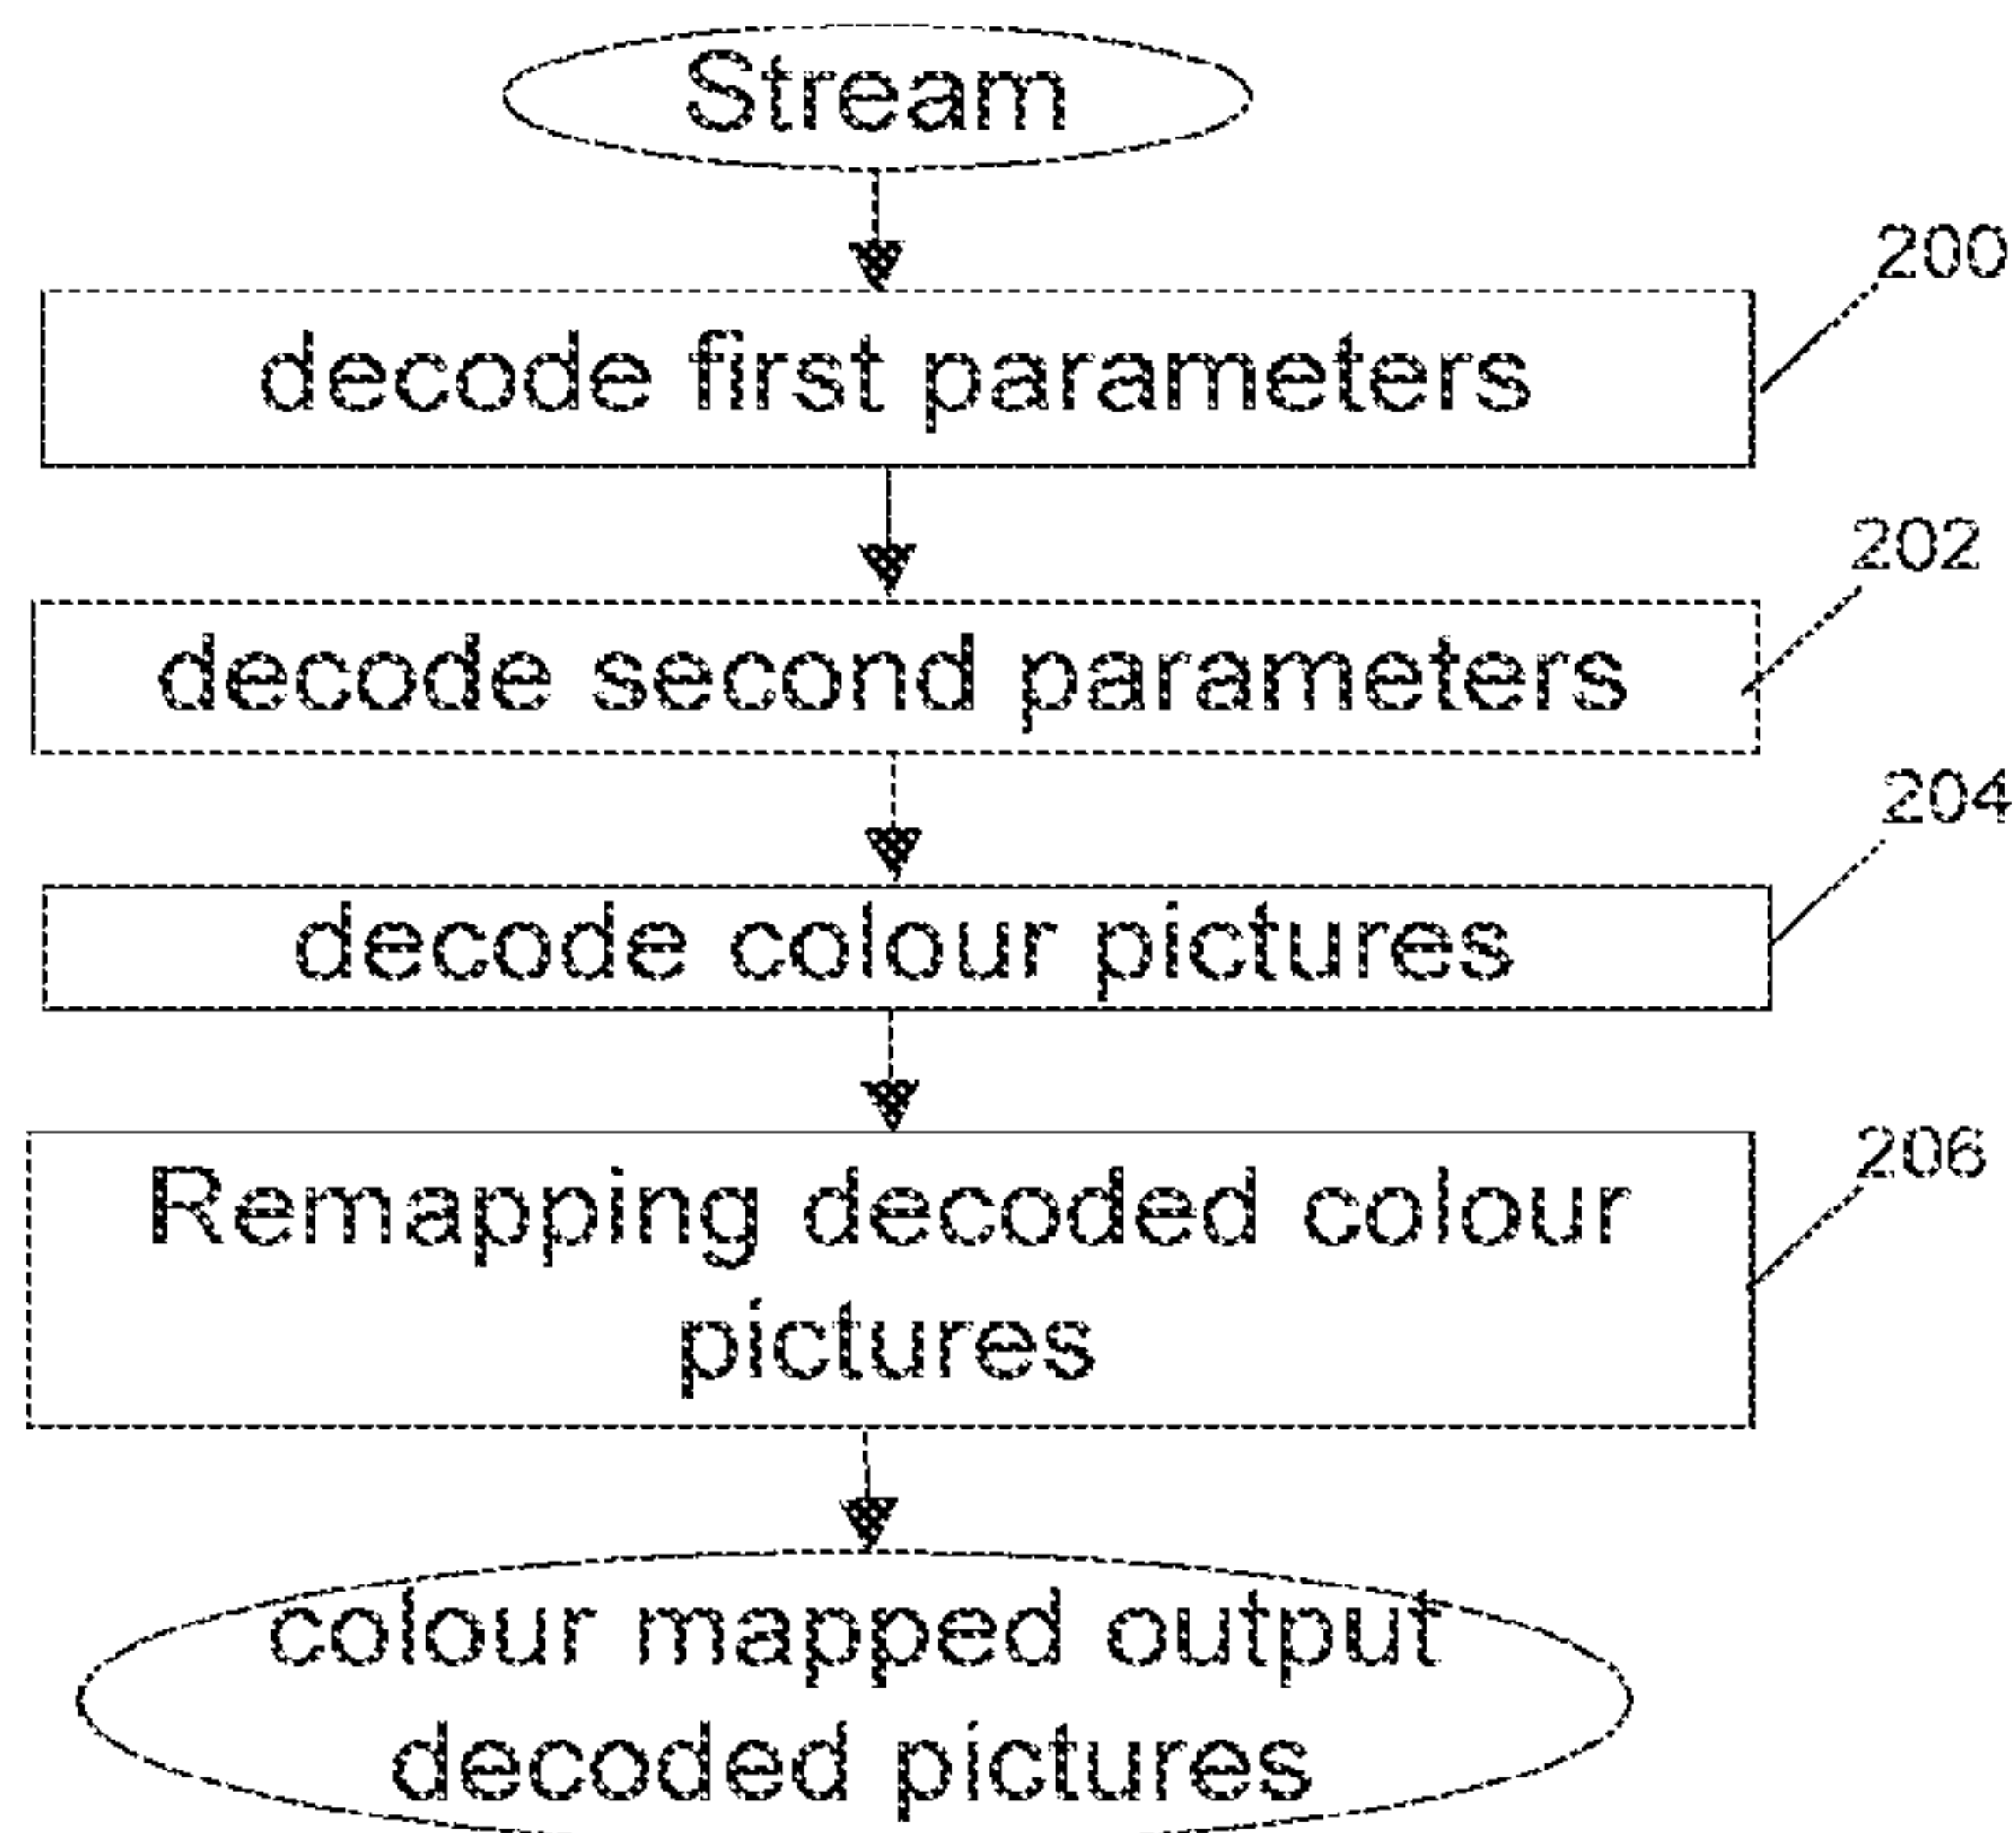 Stream
200
decode first parameters
202
decode second parameters
204
decode colour pictures
206
Remapping decoded colour
pictures
colour mapped output
decoded pictures